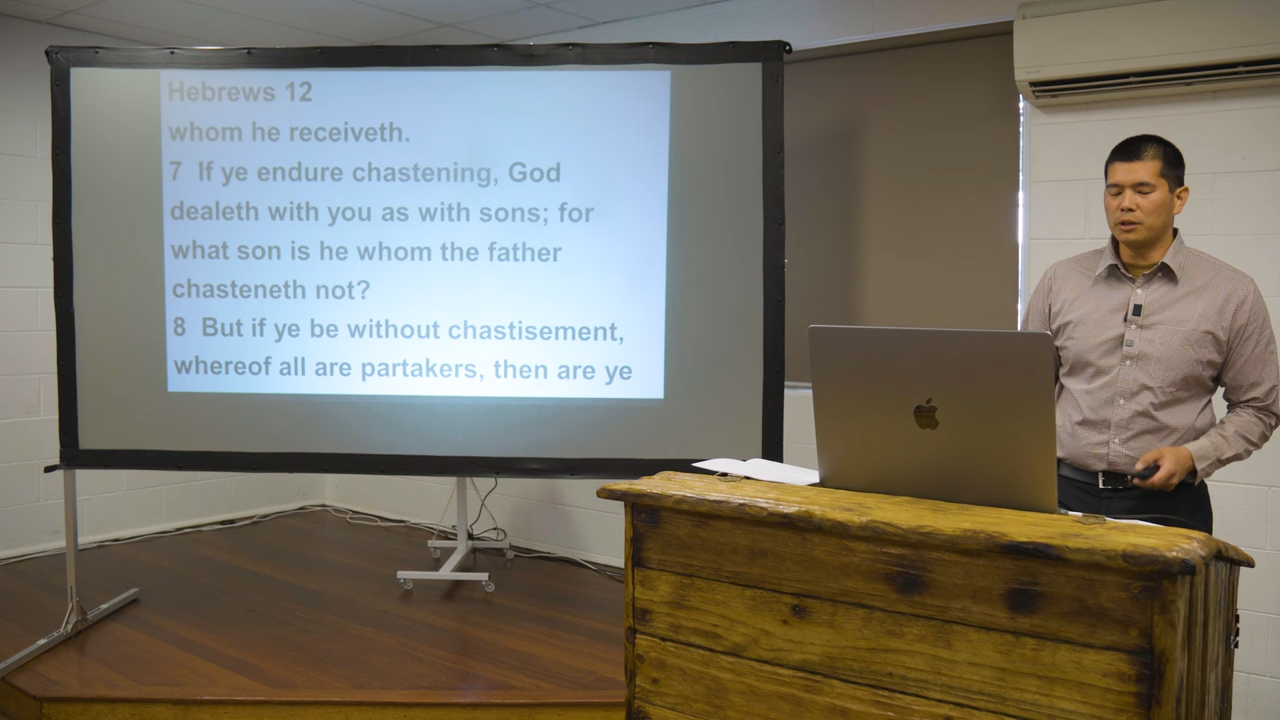 Hebrews 12
whom he receiveth.
7 If ye endure chastening, God
dealeth with you as with sons; for
what son is he whom the father
chasteneth not?
8 But if ye be without chastisement,
whereof all are partakers, then are ye